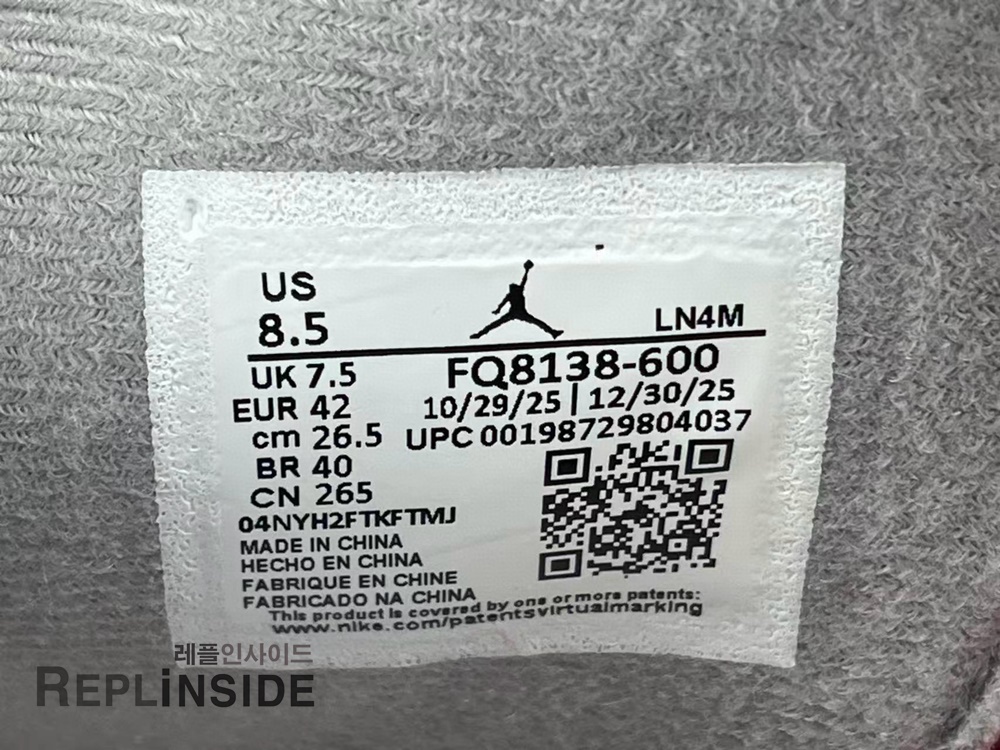 US
8.5
LN4M
UK 7.5
FQ8138-600
EUR 42
10/29/25 | 12/30/25
cm 26.5
UPC 00198729804037
BR 40
CN 265
04NYH2FTKFTMJ
MADE IN CHINA
HECHO EN CHINA
FABRIQUE EN CHINE
FABRICADO NA CHINA
This product is covered by one or more patents:
www.nike.com/patentsvirtualmarking
레플인사이드
REPLiNSIDE